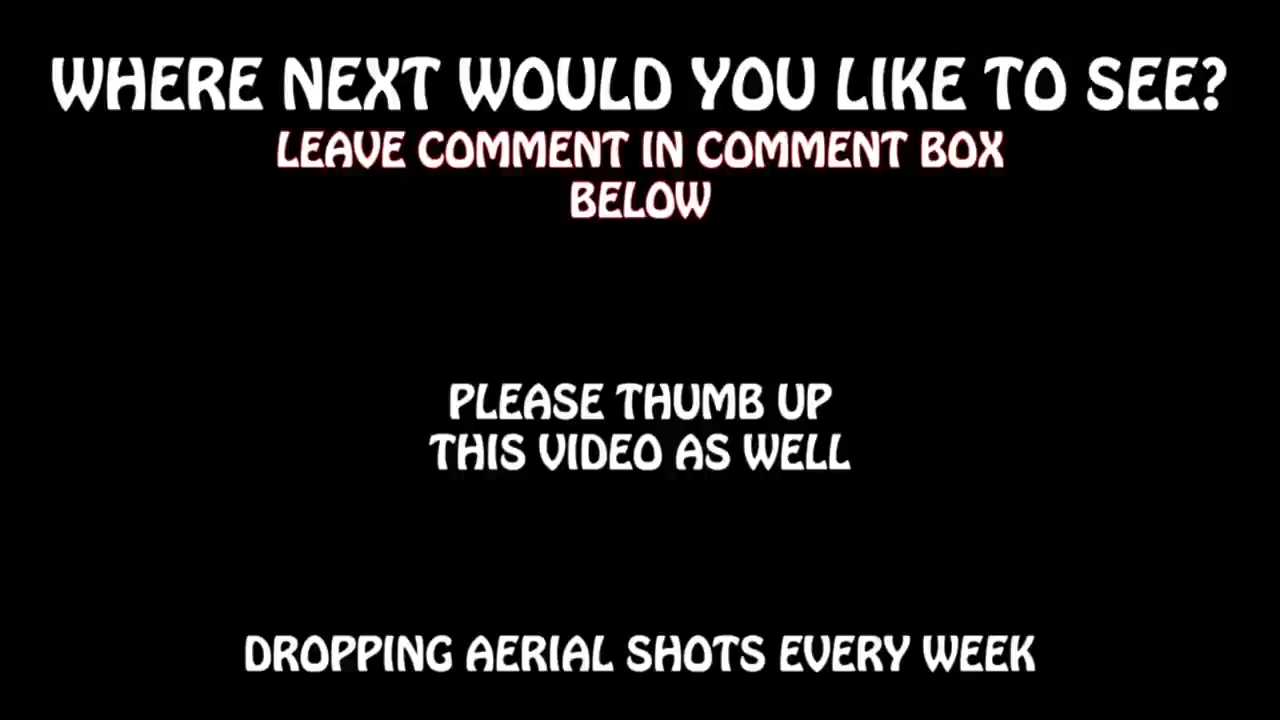 WHERE NEXT WOULD YOU LIKE TO SEE?
LEAVE COMMENT IN COMMENT BOX
BELOW
PLEASE THUMB UP
THIS VIDEO AS WELL
DROPPING AERIAL SHOTS EVERY WEEK